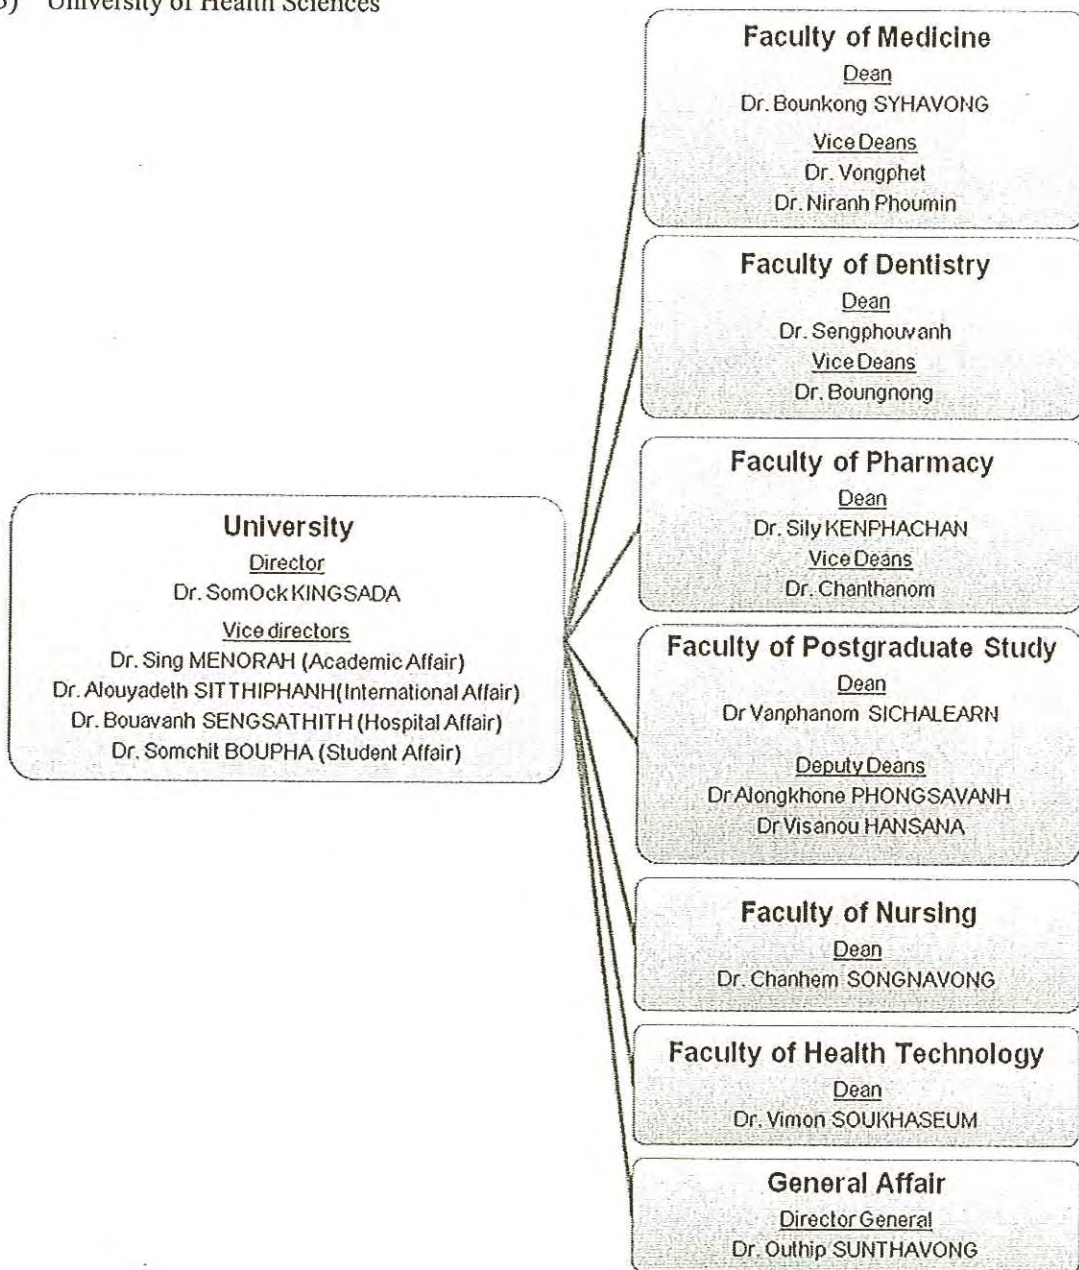 University of Health Sciences
University
Director
Dr. SomOck KINGSADA
Vice directors
Dr. Sing MENORAH (Academic Affair)
Dr. Alouyadeth SITTHIPHANH(International Affair)
Dr. Bouavanh SENGSATHITH (Hospital Affair)
Dr. Somchit BOUPHA (Student Affair)
Faculty of Medicine
Dean
Dr. Bounkong SYHAVONG
Vice Deans
Dr. Vongphet
Dr. Niranh Phoumin
Faculty of Dentistry
Dean
Dr. Sengphouvanh
Vice Deans
Dr. Boungnong
Faculty of Pharmacy
Dean
Dr. Sily KENPHACHAN
Vice Deans
Dr. Chanthanom
Faculty of Postgraduate Study
Dean
Dr Vanphanom SICHALEARN
Deputy Deans
Dr Alongkhone PHONGSAVANH
Dr Visanou HANSANA
Faculty of Nursing
Dean
Dr. Chanhem SONGNAVONG
Faculty of Health Technology
Dean
Dr. Vimon SOUKHASEUM
General Affair
Director General
Dr. Outhip SUNTHAVONG